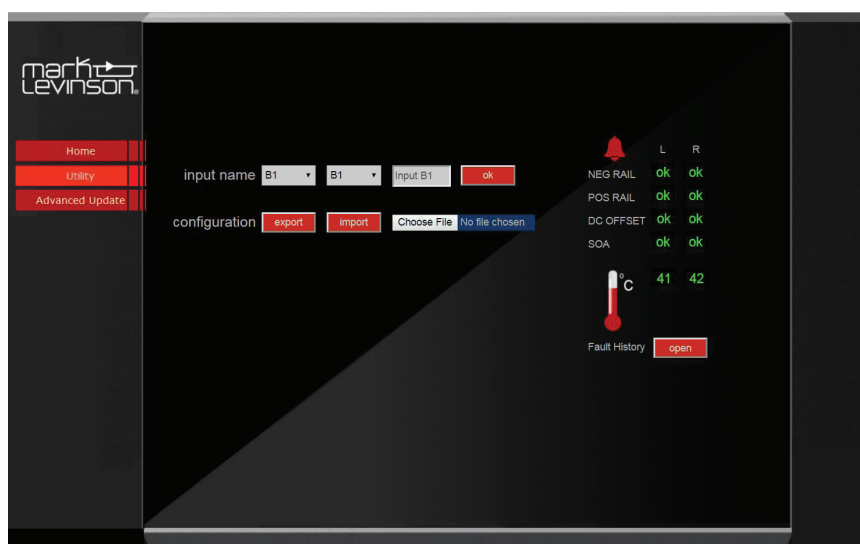 mark
Levinson®
Home
Utility
Advanced Update
input name B1 B1 Input B1 ok
configuration export import Choose File No file chosen
L R
NEG RAIL ok ok
POS RAIL ok ok
DC OFFSET ok ok
SOA ok ok
°C 41 42
Fault History open